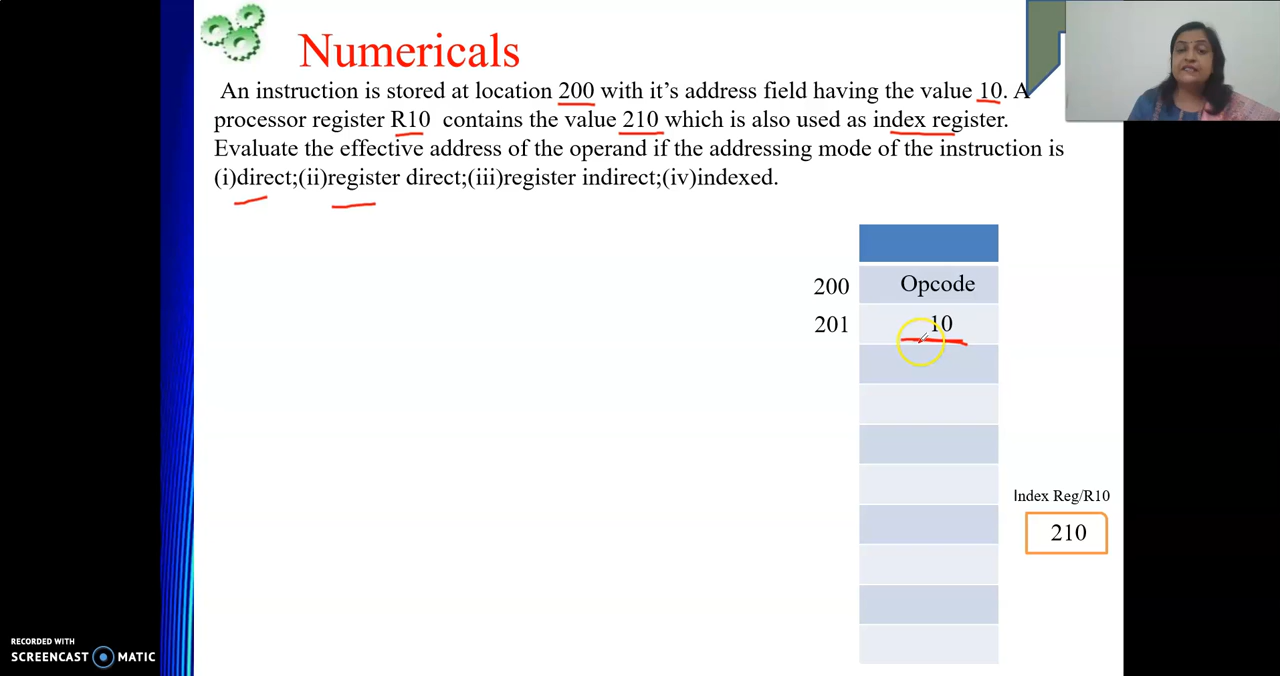 Numericals
An instruction is stored at location 200 with it's address field having the value 10. A
processor register R10 contains the value 210 which is also used as index register.
Evaluate the effective address of the operand if the addressing mode of the instruction is
(i)direct;(ii)register direct;(iii)register indirect;(iv)indexed.
200 Opcode
201 10
Index Reg/R10
210
RECORDED WITH
SCREENCAST MATIC